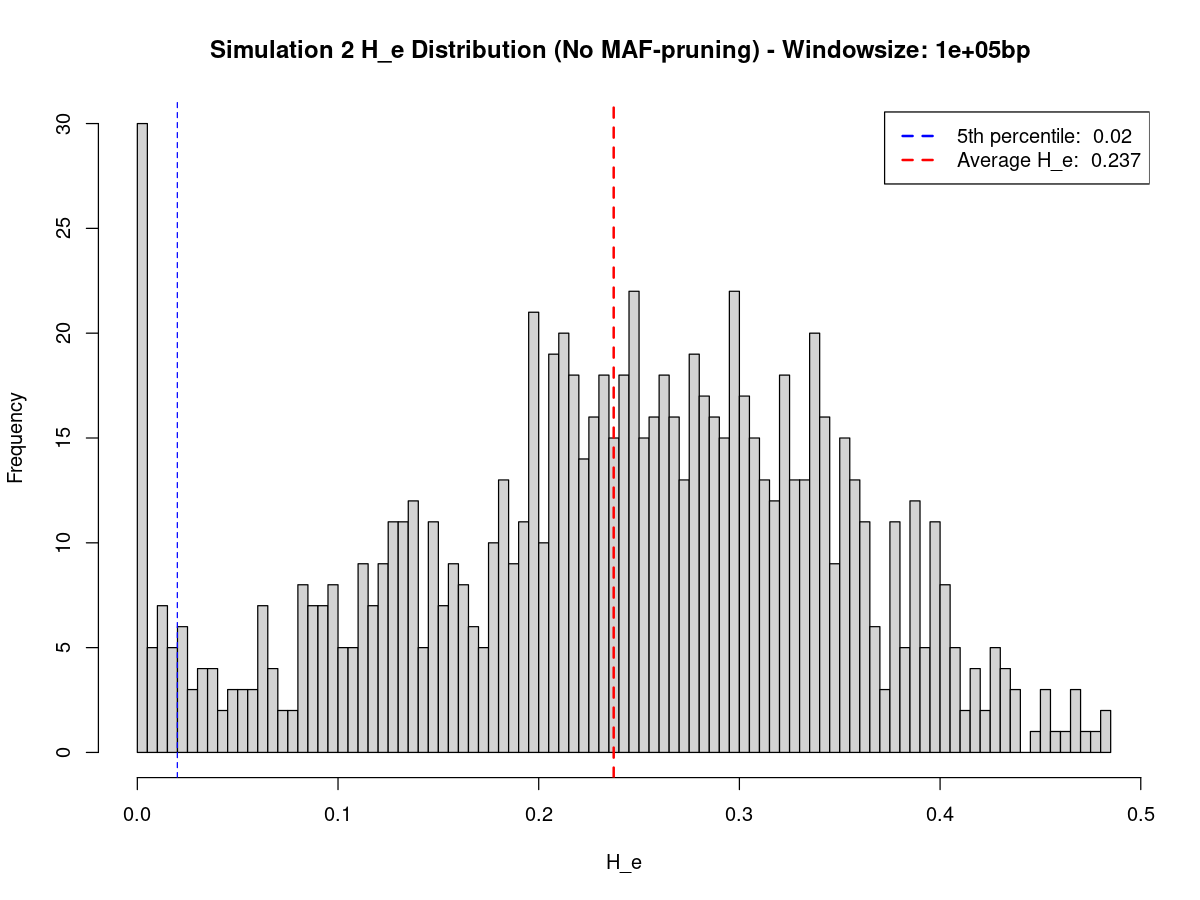 Simulation 2 H_e Distribution (No MAF-pruning) - Windowsize: 1e+05bp
5th percentile:  0.02
Average H_e:  0.237
Frequency
30
25
20
15
10
5
0
0.0 0.1 0.2 0.3 0.4 0.5
H_e